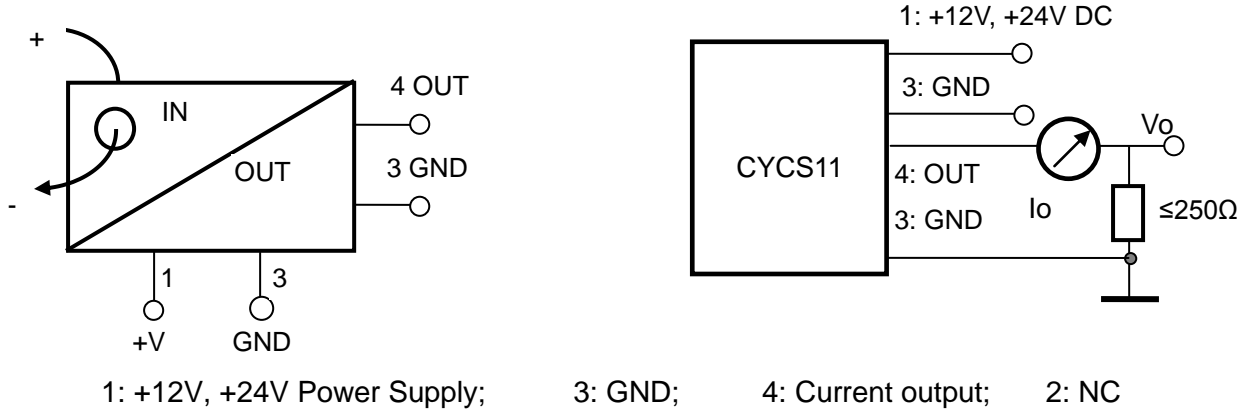 +
IN
OUT
-
4 OUT
3 GND
1
3
+V
GND
1: +12V, +24V DC
3: GND
CYCS11
Vo
4: OUT
Io
≤250Ω
3: GND
1: +12V, +24V Power Supply; 3: GND; 4: Current output; 2: NC